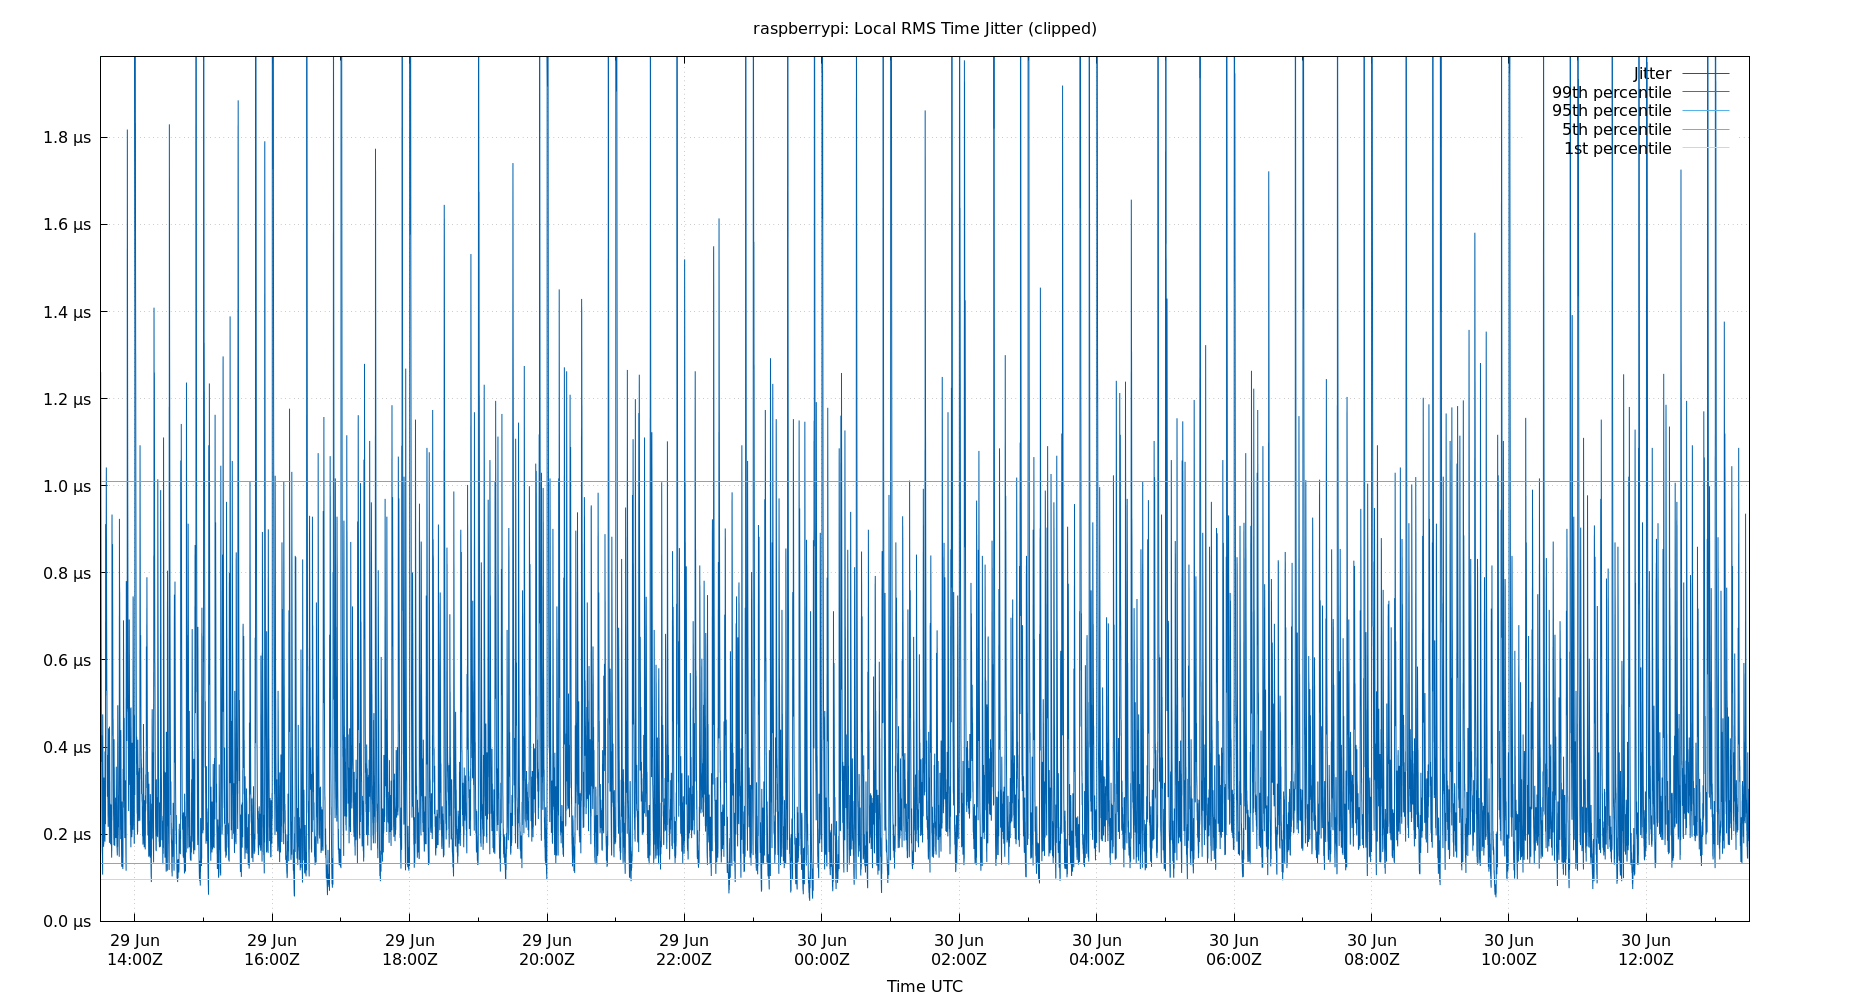 raspberrypi: Local RMS Time Jitter (clipped)
Jitter
99th percentile
95th percentile
5th percentile
1st percentile
1.8 µs
1.6 µs
1.4 µs
1.2 µs
1.0 µs
0.8 µs
0.6 µs
0.4 µs
0.2 µs
0.0 µs
29 Jun 29 Jun 29 Jun 29 Jun 29 Jun 30 Jun 30 Jun 30 Jun 30 Jun 30 Jun 30 Jun 30 Jun
14:00Z 16:00Z 18:00Z 20:00Z 22:00Z 00:00Z 02:00Z 04:00Z 06:00Z 08:00Z 10:00Z 12:00Z
Time UTC